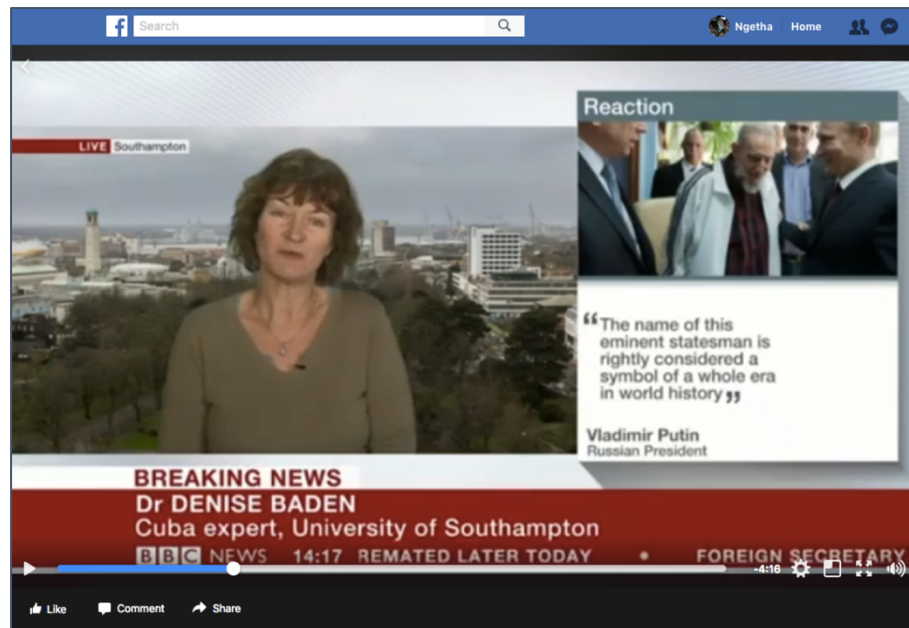 f Search
Ngetha Home
Reaction
LIVE Southampton
“The name of this
eminent statesman is
rightly considered a
symbol of a whole era
in world history”
Vladimir Putin
Russian President
BREAKING NEWS
Dr DENISE BADEN
Cuba expert, University of Southampton
BBC NEWS 14:17 REMATED LATER TODAY • FOREIGN SECRETARY
-4:16
Like Comment Share